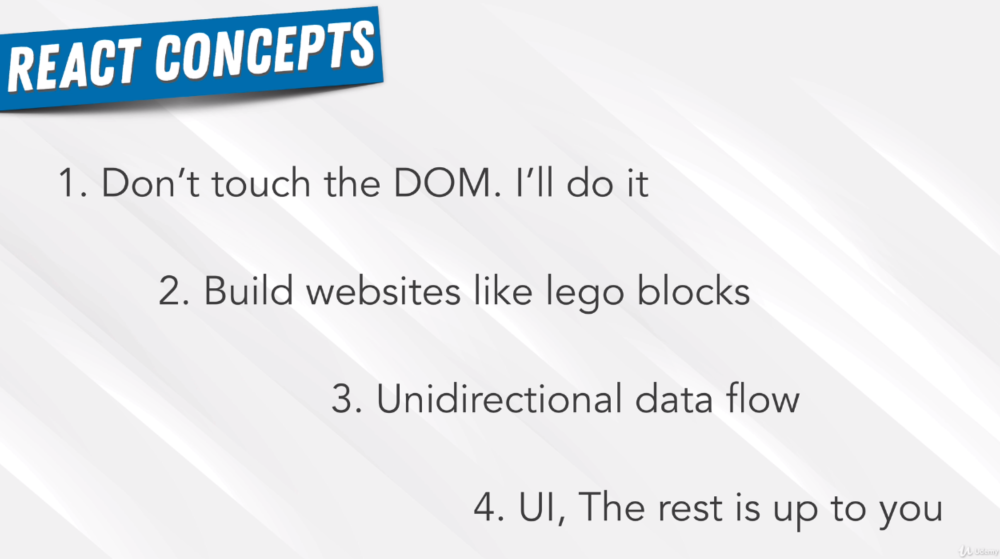 REACT CONCEPTS
1. Don’t touch the DOM. I’ll do it
2. Build websites like lego blocks
3. Unidirectional data flow
4. UI, The rest is up to you
Udemy